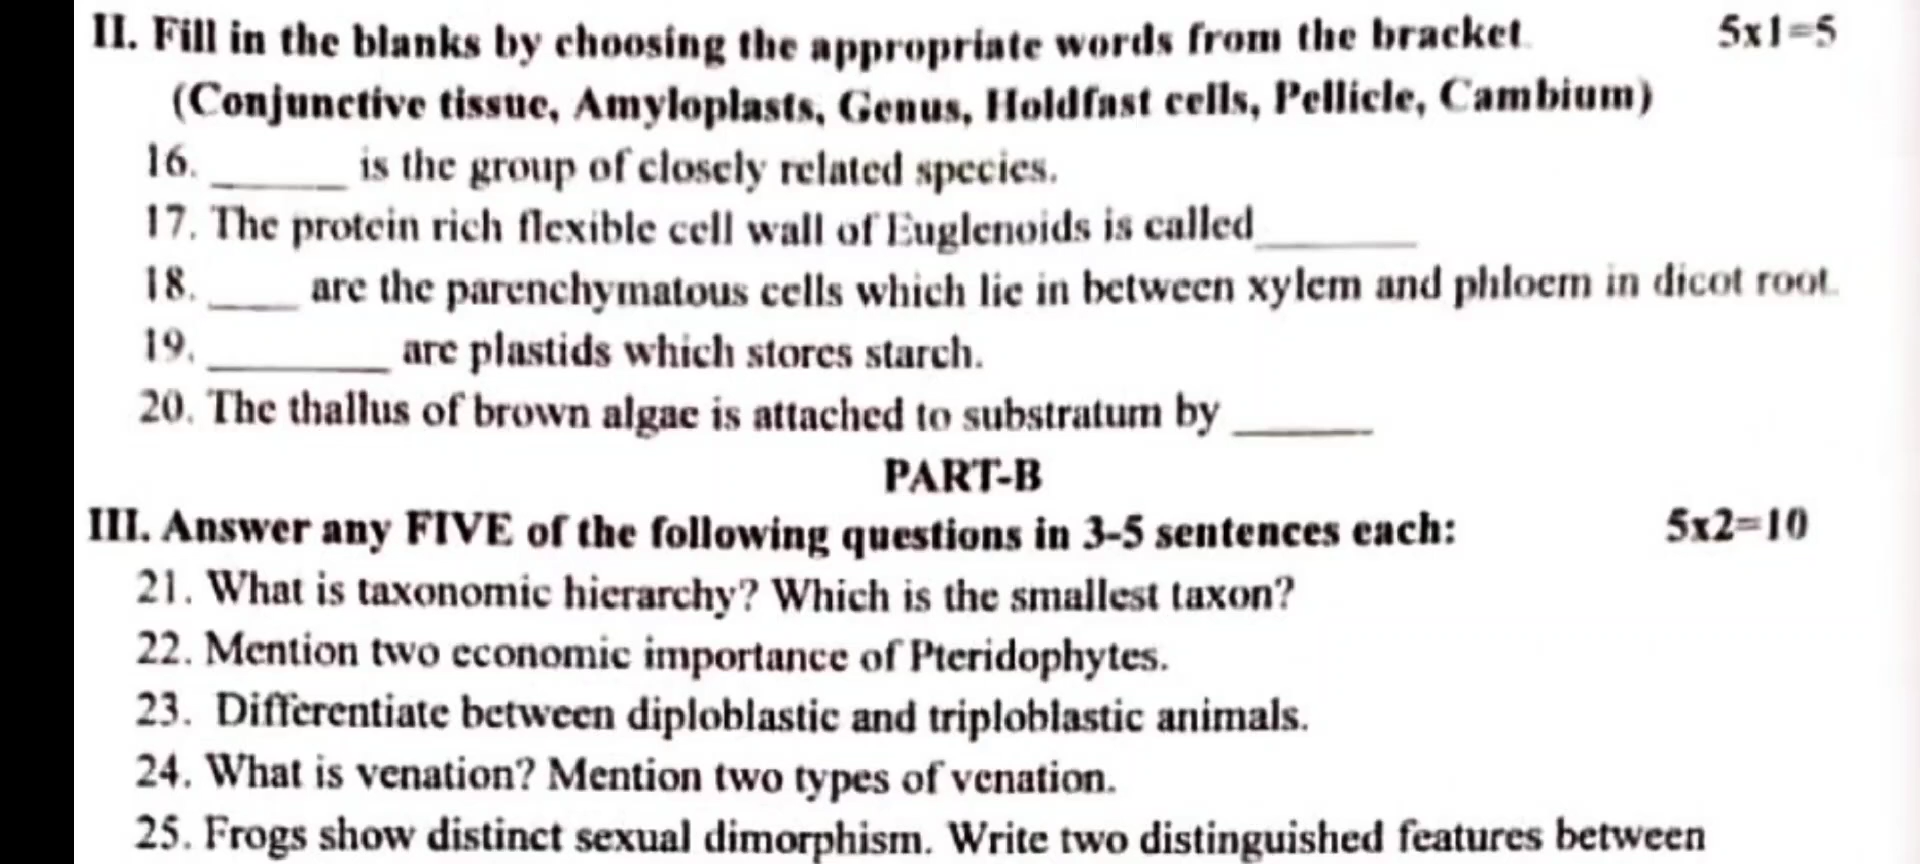 II. Fill in the blanks by choosing the appropriate words from the bracket. 5x1=5
(Conjunctive tissue, Amyloplasts, Genus, Holdfast cells, Pellicle, Cambium)
16. ______ is the group of closely related species.
17. The protein rich flexible cell wall of Euglenoids is called_______
18. ____ are the parenchymatous cells which lie in between xylem and phloem in dicot root.
19. ________ are plastids which stores starch.
20. The thallus of brown algae is attached to substratum by ______
PART-B
III. Answer any FIVE of the following questions in 3-5 sentences each: 5x2=10
21. What is taxonomic hierarchy? Which is the smallest taxon?
22. Mention two economic importance of Pteridophytes.
23. Differentiate between diploblastic and triploblastic animals.
24. What is venation? Mention two types of venation.
25. Frogs show distinct sexual dimorphism. Write two distinguished features between